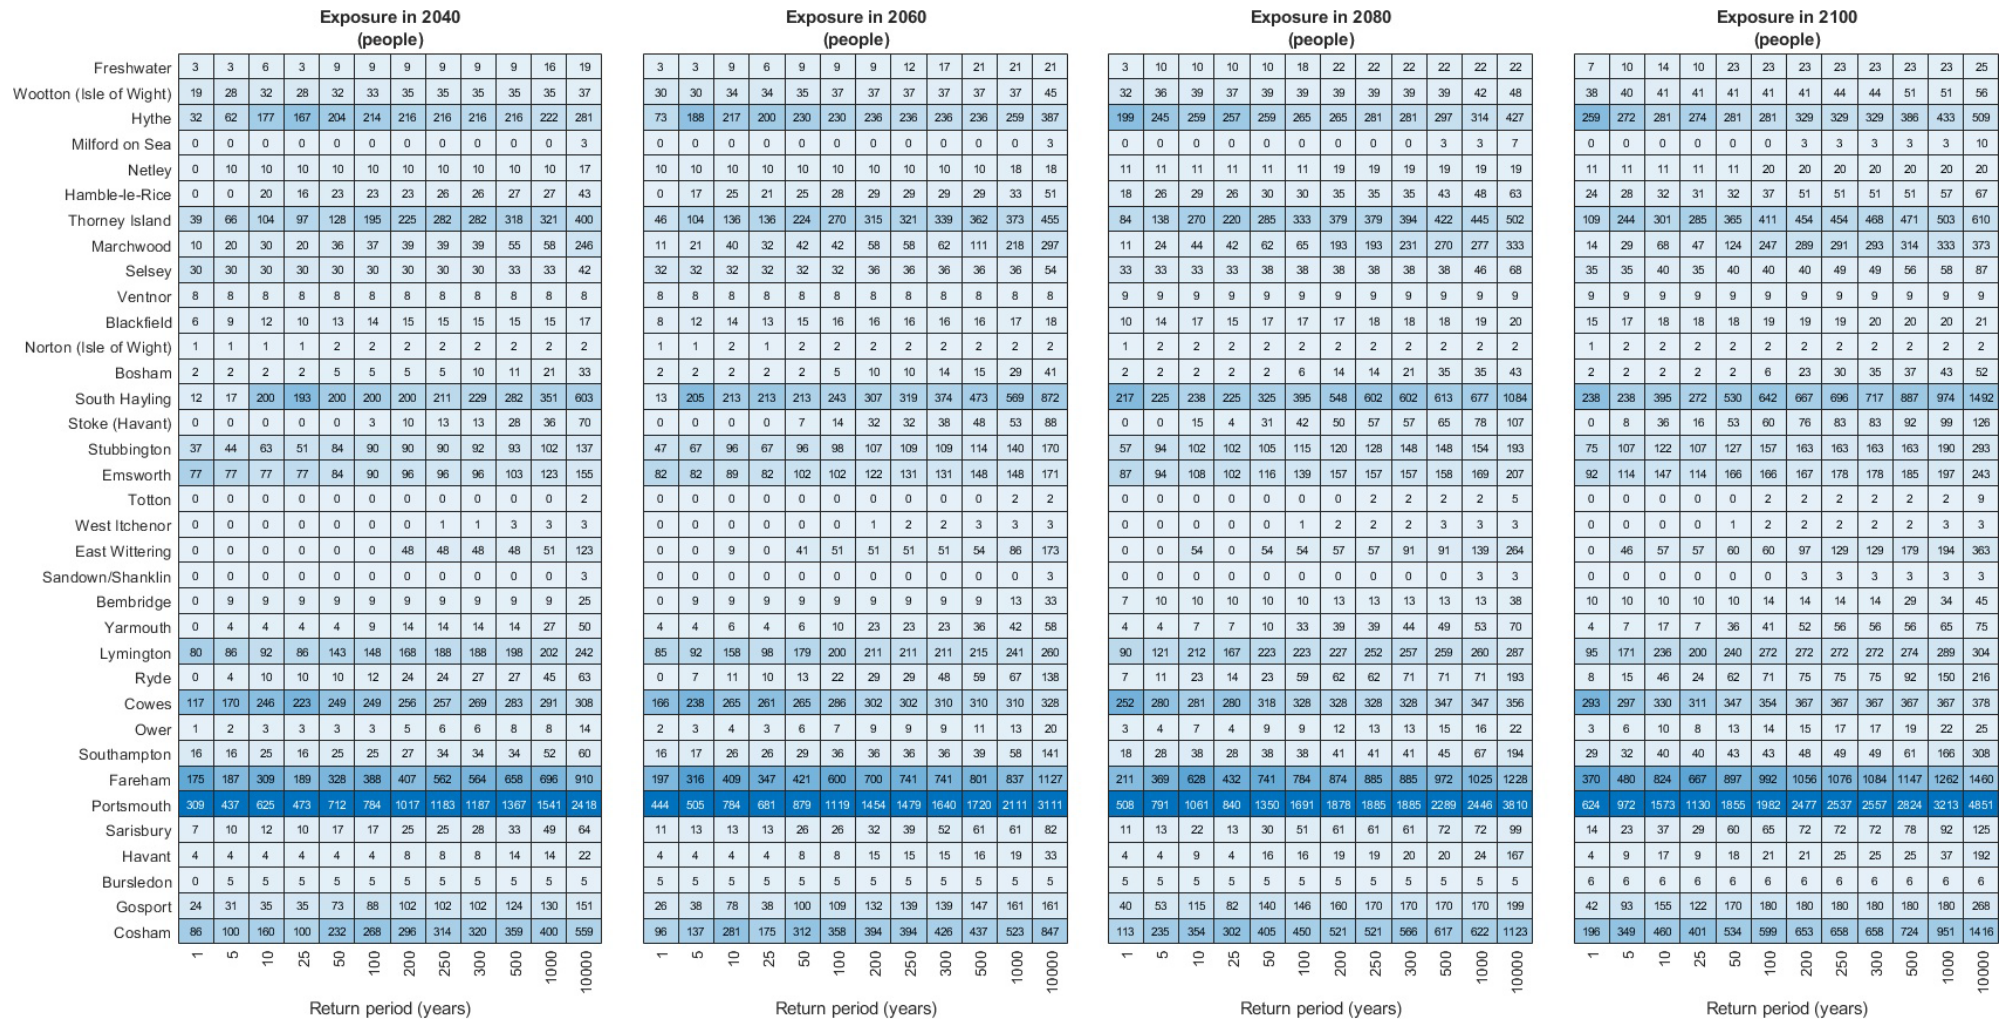 Exposure in 2040 Exposure in 2060 Exposure in 2080 Exposure in 2100
(people) (people) (people) (people)
Freshwater 3 3 6 3 9 9 9 9 9 9 16 19 3 3 9 6 9 9 9 12 17 21 21 21 3 10 10 10 10 18 22 22 22 22 22 22 7 10 14 10 23 23 23 23 23 23 23 25
Wootton (Isle of Wight) 19 28 32 28 32 33 35 35 35 35 35 37 30 30 34 34 35 37 37 37 37 37 37 45 32 36 39 37 39 39 39 39 39 39 42 48 38 40 41 41 41 41 41 44 44 51 51 56
Hythe 32 62 177 167 204 214 216 216 216 216 222 281 73 188 217 200 230 230 236 236 236 236 259 387 199 245 259 257 259 265 265 281 281 297 314 427 259 272 281 274 281 281 329 329 329 386 433 509
Milford on Sea 0 0 0 0 0 0 0 0 0 0 0 3 0 0 0 0 0 0 0 0 0 0 0 3 0 0 0 0 0 0 0 0 0 3 3 7 0 0 0 0 0 0 3 3 3 3 3 10
Netley 0 10 10 10 10 10 10 10 10 10 10 17 10 10 10 10 10 10 10 10 10 10 18 18 11 11 11 11 11 11 19 19 19 19 19 19 11 11 11 11 11 20 20 20 20 20 20 20
Hamble-le-Rice 0 0 20 16 23 23 23 26 26 27 27 43 0 17 25 21 25 28 29 29 29 29 33 51 18 26 29 26 30 30 35 35 35 43 48 63 24 28 32 31 32 37 51 51 51 51 57 67
Thorney Island 39 66 104 97 128 195 225 282 282 318 321 400 46 104 136 136 224 270 315 321 339 362 373 455 84 138 270 220 285 333 379 379 394 422 445 502 109 244 301 285 365 411 454 454 468 471 503 610
Marchwood 10 20 30 20 36 37 39 39 39 55 58 246 11 21 40 32 42 42 58 58 62 111 218 297 11 24 44 42 62 65 193 193 231 270 277 333 14 29 68 47 124 247 289 291 293 314 333 373
Selsey 30 30 30 30 30 30 30 30 30 33 33 42 32 32 32 32 32 32 36 36 36 36 36 54 33 33 33 33 38 38 38 38 38 38 46 68 35 35 40 35 40 40 40 49 49 56 58 87
Ventnor 8 8 8 8 8 8 8 8 8 8 8 8 8 8 8 8 8 8 8 8 8 8 8 8 9 9 9 9 9 9 9 9 9 9 9 9 9 9 9 9 9 9 9 9 9 9 9 9
Blackfield 6 9 12 10 13 14 15 15 15 15 15 17 8 12 14 13 15 16 16 16 16 16 17 18 10 14 17 15 17 17 17 18 18 18 19 20 15 17 18 18 18 19 19 19 20 20 20 21
Norton (Isle of Wight) 1 1 1 1 2 2 2 2 2 2 2 2 1 1 2 1 2 2 2 2 2 2 2 2 1 2 2 2 2 2 2 2 2 2 2 2 1 2 2 2 2 2 2 2 2 2 2 2
Bosham 2 2 2 2 5 5 5 5 10 11 21 33 2 2 2 2 2 5 10 10 14 15 29 41 2 2 2 2 2 6 14 14 21 35 35 43 2 2 2 2 2 6 23 30 35 37 43 52
South Hayling 12 17 200 193 200 200 200 211 229 282 351 603 13 205 213 213 213 243 307 319 374 473 569 872 217 225 238 225 325 395 548 602 602 613 677 1084 238 238 395 272 530 642 667 696 717 887 974 1492
Stoke (Havant) 0 0 0 0 0 3 10 13 13 28 36 70 0 0 0 0 7 14 32 32 38 48 53 88 0 0 15 4 31 42 50 57 57 65 78 107 0 8 36 16 53 60 76 83 83 92 99 126
Stubbington 37 44 63 51 84 90 90 90 92 93 102 137 47 67 96 67 96 98 107 109 109 114 140 170 57 94 102 102 105 115 120 128 148 148 154 193 75 107 122 107 127 157 163 163 163 163 190 293
Emsworth 77 77 77 77 84 90 96 96 96 103 123 155 82 82 89 82 102 102 122 131 131 148 148 171 87 94 108 102 116 139 157 157 157 158 169 207 92 114 147 114 166 166 167 178 178 185 197 243
Totton 0 0 0 0 0 0 0 0 0 0 0 2 0 0 0 0 0 0 0 0 0 0 2 2 0 0 0 0 0 0 0 2 2 2 2 5 0 0 0 0 0 2 2 2 2 2 2 9
West Itchenor 0 0 0 0 0 0 0 1 1 3 3 3 0 0 0 0 0 0 1 2 2 3 3 3 0 0 0 0 0 1 2 2 2 3 3 3 0 0 0 0 1 2 2 2 2 2 3 3
East Wittering 0 0 0 0 0 0 48 48 48 48 51 123 0 0 9 0 41 51 51 51 51 54 86 173 0 0 54 0 54 54 57 57 91 91 139 264 0 46 57 57 60 60 97 129 129 179 194 363
Sandown/Shanklin 0 0 0 0 0 0 0 0 0 0 0 3 0 0 0 0 0 0 0 0 0 0 0 3 0 0 0 0 0 0 0 0 0 0 3 3 0 0 0 0 0 0 3 3 3 3 3 3
Bembridge 0 9 9 9 9 9 9 9 9 9 9 25 0 9 9 9 9 9 9 9 9 9 13 33 7 10 10 10 10 10 13 13 13 13 13 38 10 10 10 10 10 14 14 14 14 29 34 45
Yarmouth 0 4 4 4 4 9 14 14 14 14 27 50 4 4 6 4 6 10 23 23 23 36 42 58 4 4 7 7 10 33 39 39 44 49 53 70 4 7 17 7 36 41 52 56 56 56 65 75
Lymington 80 86 92 86 143 148 168 188 188 198 202 242 85 92 158 98 179 200 211 211 211 215 241 260 90 121 212 167 223 223 227 252 257 259 260 287 95 171 236 200 240 272 272 272 272 274 289 304
Ryde 0 4 10 10 10 12 24 24 27 27 45 63 0 7 11 10 13 22 29 29 48 59 67 138 7 11 23 14 23 59 62 62 71 71 71 193 8 15 46 24 62 71 75 75 75 92 150 216
Cowes 117 170 246 223 249 249 256 257 269 283 291 308 166 238 265 261 265 286 302 302 310 310 310 328 252 280 281 280 318 328 328 328 328 347 347 356 293 297 330 311 347 354 367 367 367 367 367 378
Ower 1 2 3 3 3 3 5 6 6 8 8 14 2 3 4 3 6 7 9 9 9 11 13 20 3 4 7 4 9 9 12 13 13 15 16 22 3 6 10 8 13 14 15 17 17 19 22 25
Southampton 16 16 25 16 25 25 27 34 34 34 52 60 16 17 26 26 29 36 36 36 36 39 58 141 18 28 38 28 38 38 41 41 41 45 67 194 29 32 40 40 43 43 48 49 49 61 166 308
Fareham 175 187 309 189 328 388 407 562 564 658 696 910 197 316 409 347 421 600 700 741 741 801 837 1127 211 369 628 432 741 784 874 885 885 972 1025 1228 370 480 824 667 897 992 1056 1076 1084 1147 1262 1460
Portsmouth 309 437 625 473 712 784 1017 1183 1187 1367 1541 2418 444 505 784 681 879 1119 1454 1479 1640 1720 2111 3111 508 791 1061 840 1350 1691 1878 1885 1885 2289 2446 3810 624 972 1573 1130 1855 1982 2477 2537 2557 2824 3213 4851
Sarisbury 7 10 12 10 17 17 25 25 28 33 49 64 11 13 13 13 26 26 32 39 52 61 61 82 11 13 22 13 30 51 61 61 61 72 72 99 14 23 37 29 60 65 72 72 72 78 92 125
Havant 4 4 4 4 4 4 8 8 8 14 14 22 4 4 4 4 8 8 15 15 15 16 19 33 4 4 9 4 16 16 19 19 20 20 24 167 4 9 17 9 18 21 21 25 25 25 37 192
Bursledon 0 5 5 5 5 5 5 5 5 5 5 5 5 5 5 5 5 5 5 5 5 5 5 5 5 5 5 5 5 5 5 5 5 5 5 5 6 6 6 6 6 6 6 6 6 6 6 6
Gosport 24 31 35 35 73 88 102 102 102 124 130 151 26 38 78 38 100 109 132 139 139 147 161 161 40 53 115 82 140 146 160 170 170 170 170 199 42 93 155 122 170 180 180 180 180 180 180 268
Cosham 86 100 160 100 232 268 296 314 320 359 400 559 96 137 281 175 312 358 394 394 426 437 523 847 113 235 354 302 405 450 521 521 566 617 622 1123 196 349 460 401 534 599 653 658 658 724 951 1416
1 5 10 25 50 100 200 250 300 500 1000 10000 1 5 10 25 50 100 200 250 300 500 1000 10000 1 5 10 25 50 100 200 250 300 500 1000 10000 1 5 10 25 50 100 200 250 300 500 1000 10000
Return period (years) Return period (years) Return period (years) Return period (years)